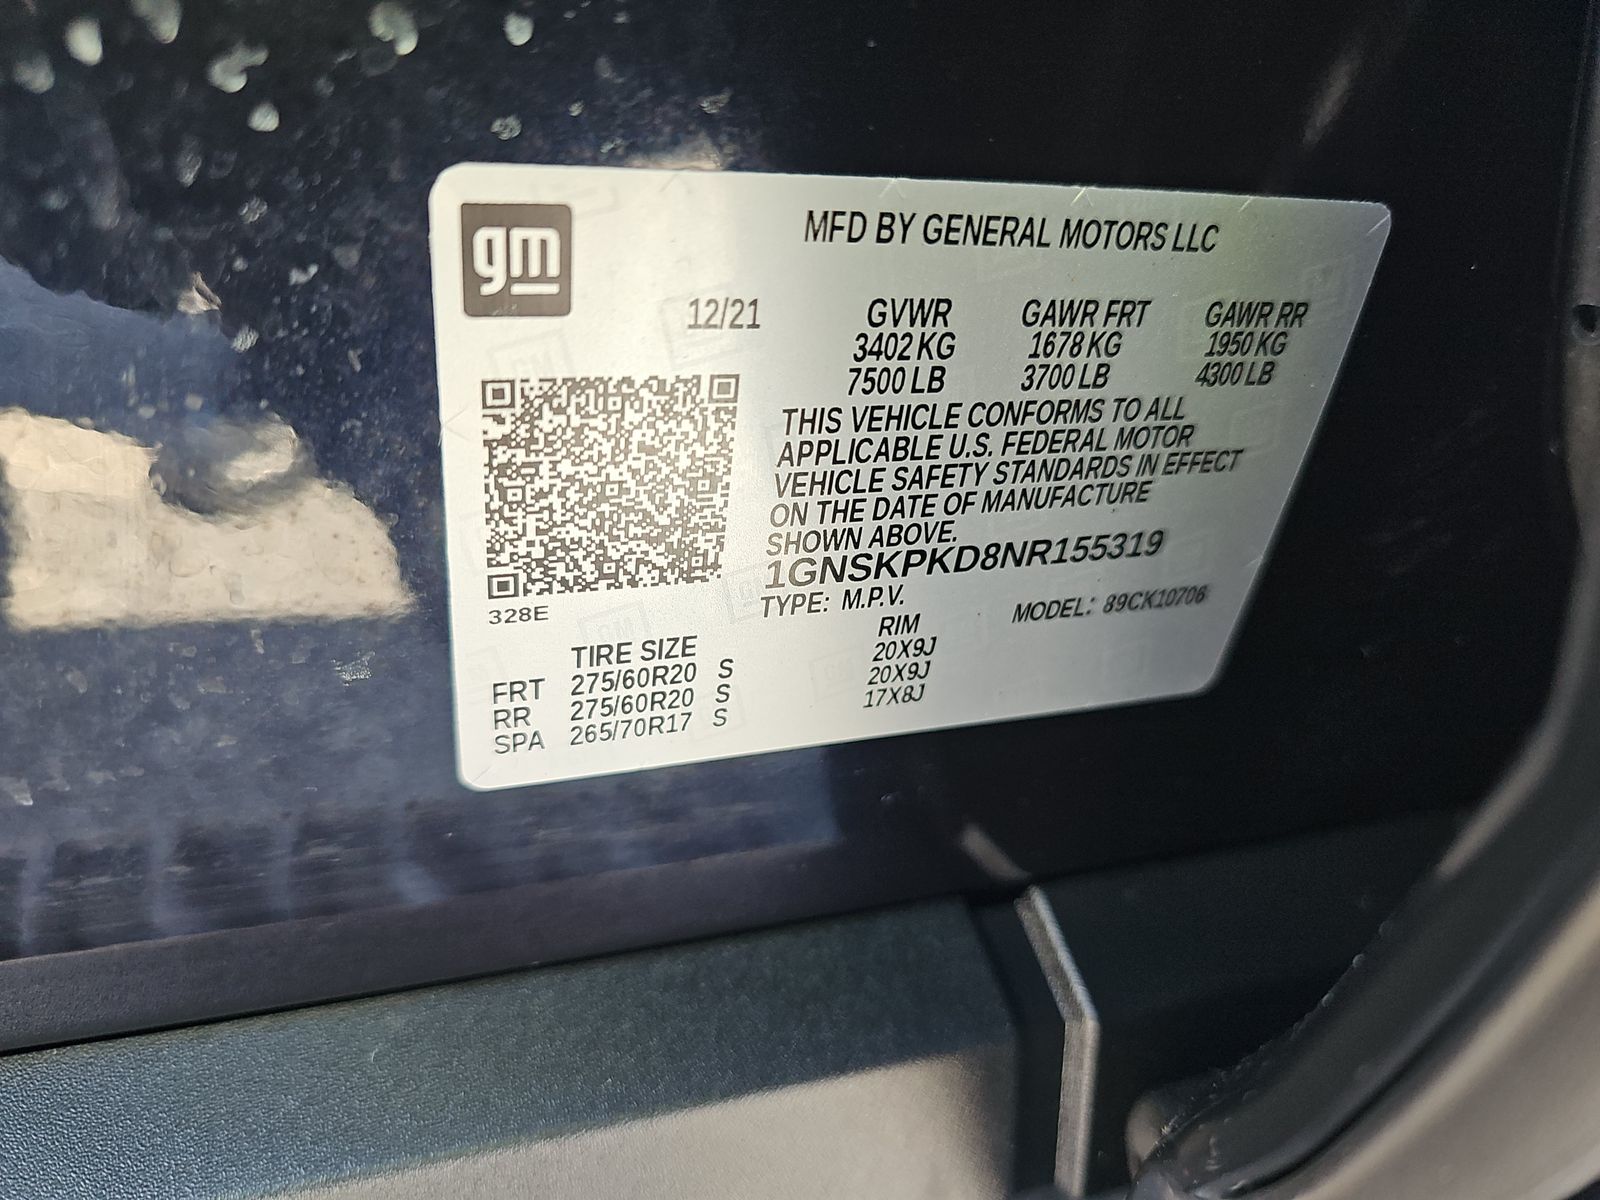 gm
MFD BY GENERAL MOTORS LLC
12/21 GVWR GAWR FRT GAWR RR
3402 KG 1678 KG 1950 KG
7500 LB 3700 LB 4300 LB
THIS VEHICLE CONFORMS TO ALL
APPLICABLE U.S. FEDERAL MOTOR
VEHICLE SAFETY STANDARDS IN EFFECT
ON THE DATE OF MANUFACTURE
SHOWN ABOVE.
1GNSKPKD8NR155319
TYPE: M.P.V. MODEL: 89CK10706
328E
TIRE SIZE RIM
FRT 275/60R20 S 20X9J
RR 275/60R20 S 20X9J
SPA 265/70R17 S 17X8J